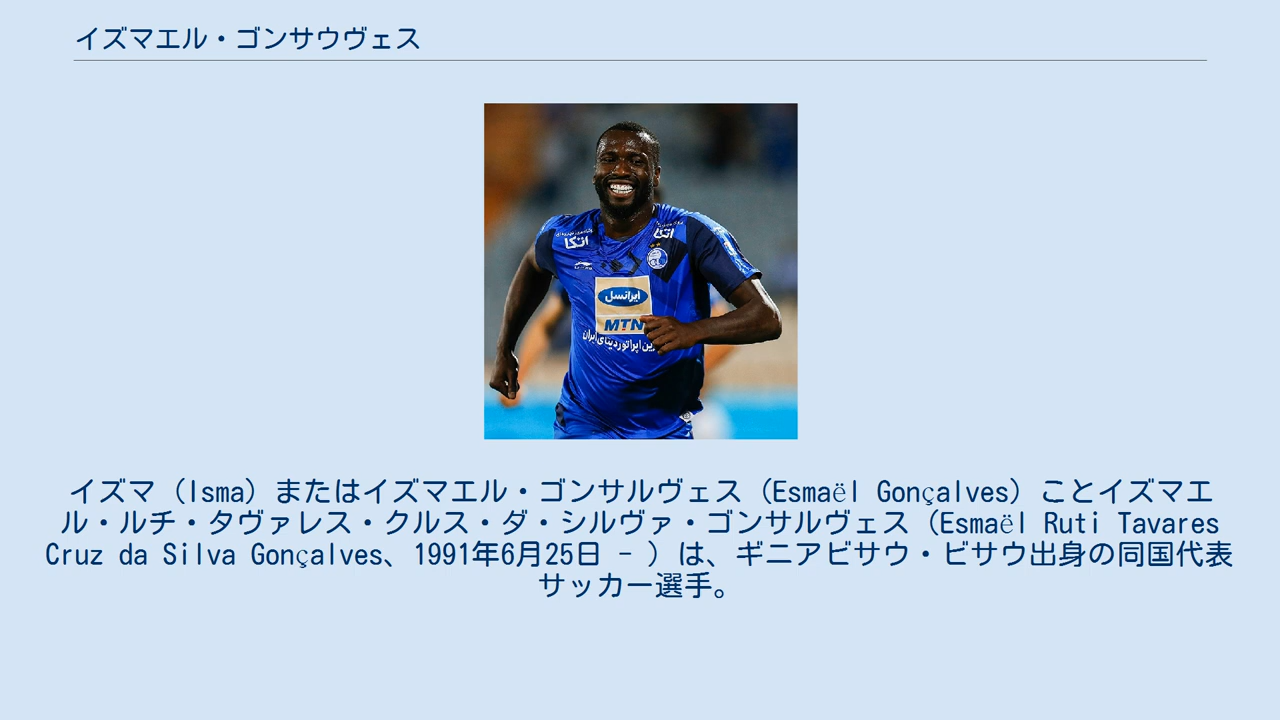 イズマエル・ゴンサウヴェス
اتکا
اتکا
ایرانسل
MTN
イズマ（Isma）またはイズマエル・ゴンサルヴェス（Esmaël Gonçalves）ことイズマエ
ル・ルチ・タヴァレス・クルス・ダ・シルヴァ・ゴンサルヴェス（Esmaël Ruti Tavares
Cruz da Silva Gonçalves、1991年6月25日 - ）は、ギニアビサウ・ビサウ出身の同国代表
サッカー選手。